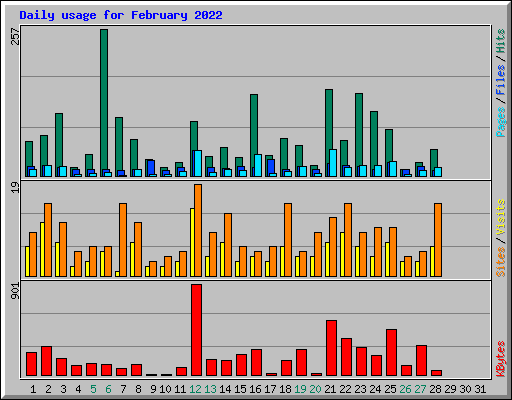 Daily usage for February 2022
257
Pages / Files / Hits
19
Sites / Visits
901
KBytes
1 2 3 4 5 6 7 8 9 10 11 12 13 14 15 16 17 18 19 20 21 22 23 24 25 26 27 28 29 30 31